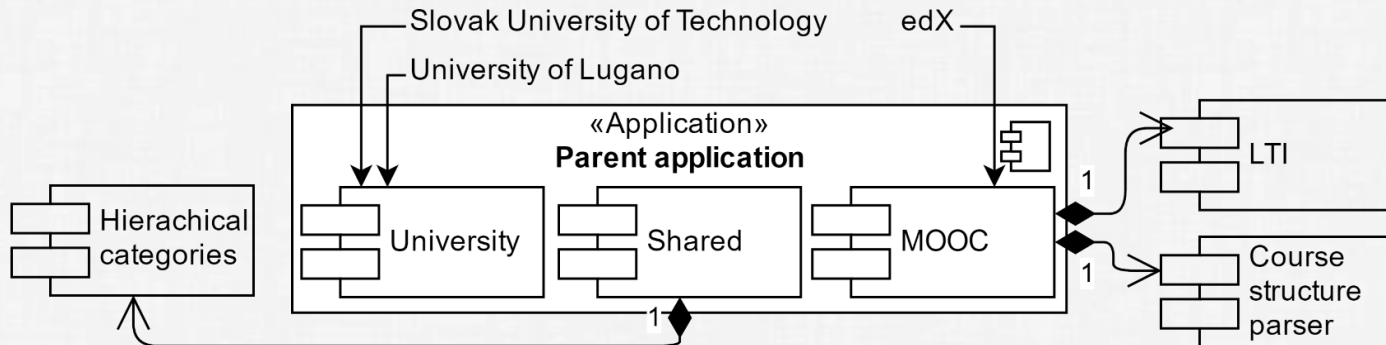 Slovak University of Technology
edX
University of Lugano
«Application»
Parent application
Hierachical
categories
University
Shared
MOOC
1
LTI
1
Course
structure
parser
1